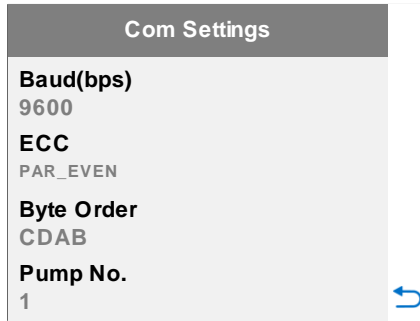 Com Settings
Baud(bps)
9600
ECC
PAR_EVEN
Byte Order
CDAB
Pump No.
1